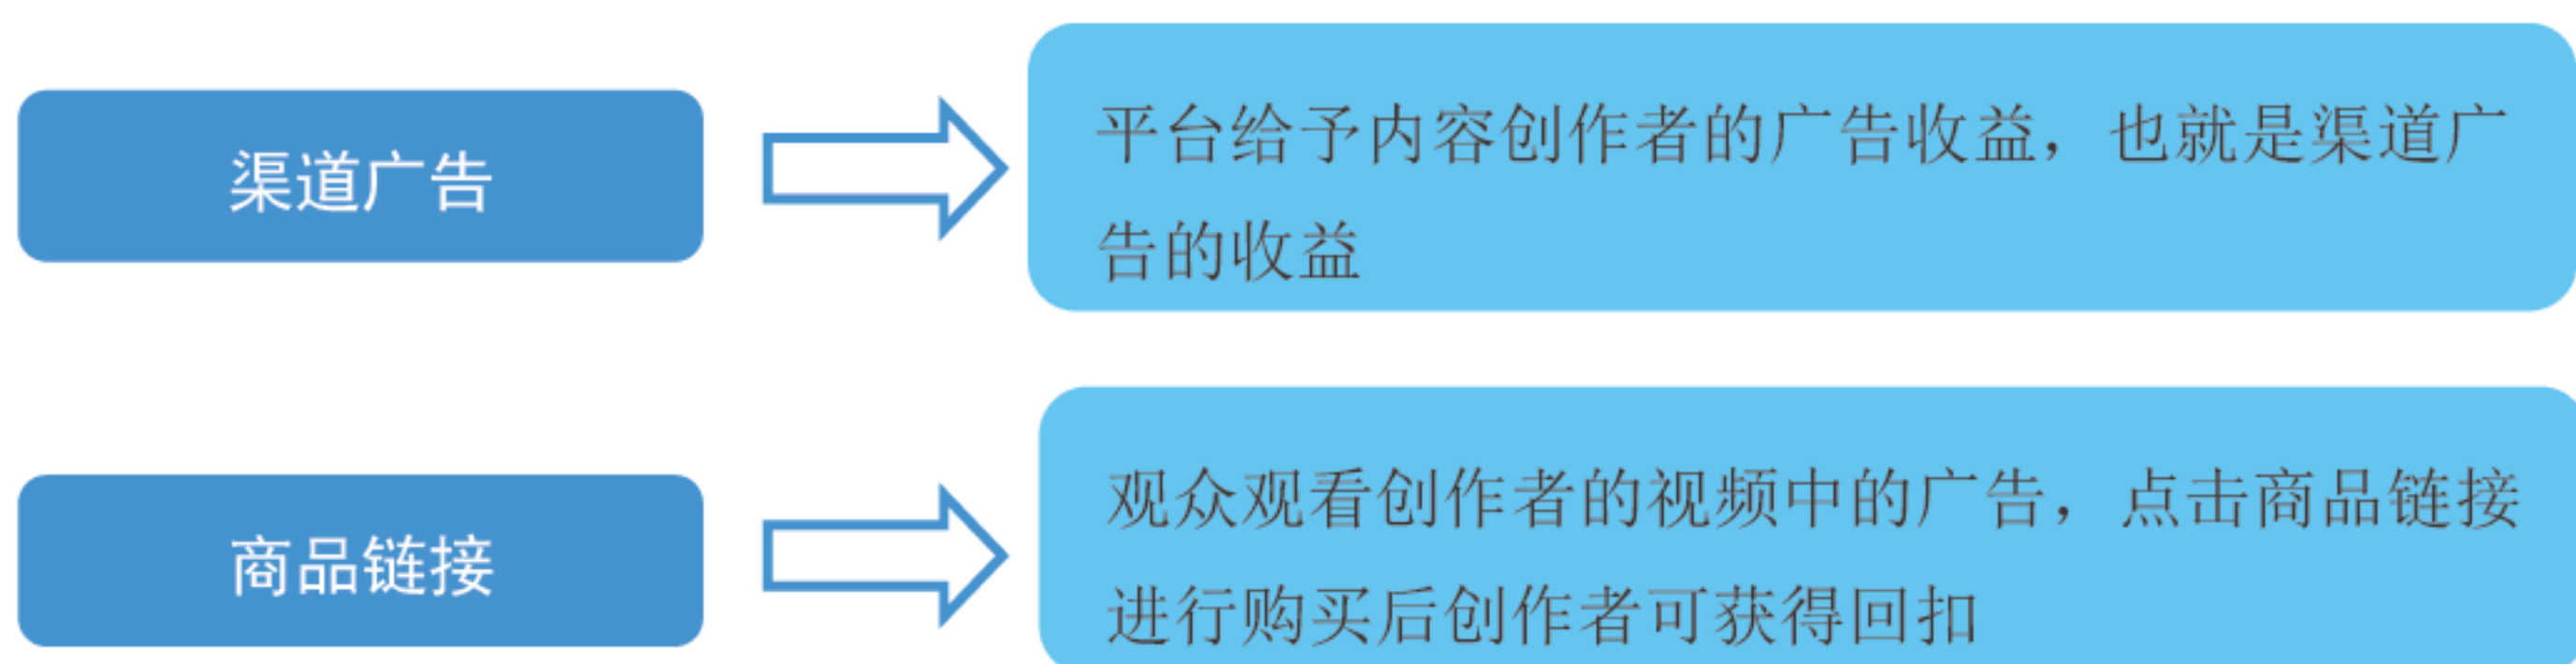 渠道广告
平台给予内容创作者的广告收益，也就是渠道广
告的收益
商品链接
观众观看创作者的视频中的广告，点击商品链接
进行购买后创作者可获得回扣